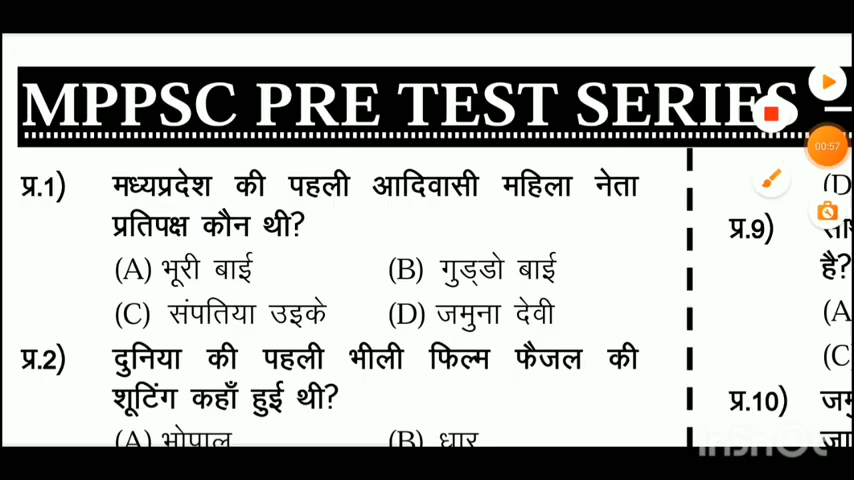 MPPSC PRE TEST SERIES –
00:57
प्र.1) मध्यप्रदेश की पहली आदिवासी महिला नेता
प्रतिपक्ष कौन थी?
(A) भूरी बाई (B) गुड्डो बाई
(C) संपतिया उइके (D) जमुना देवी
प्र.2) दुनिया की पहली भीली फिल्म फैजल की
शूटिंग कहाँ हुई थी?
(A) भोपाल (B) धार
(D
प्र.9)
है?
(A
(C
प्र.10)